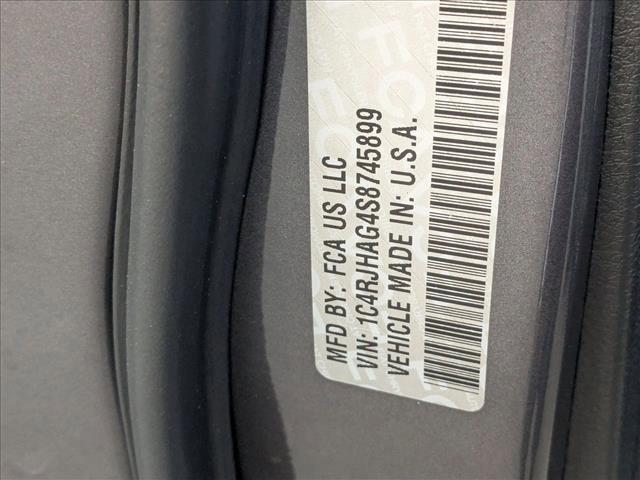 MFD BY: FCA US LLC
VIN: 1C4RJHAG4S8745899
VEHICLE MADE IN: U.S.A.